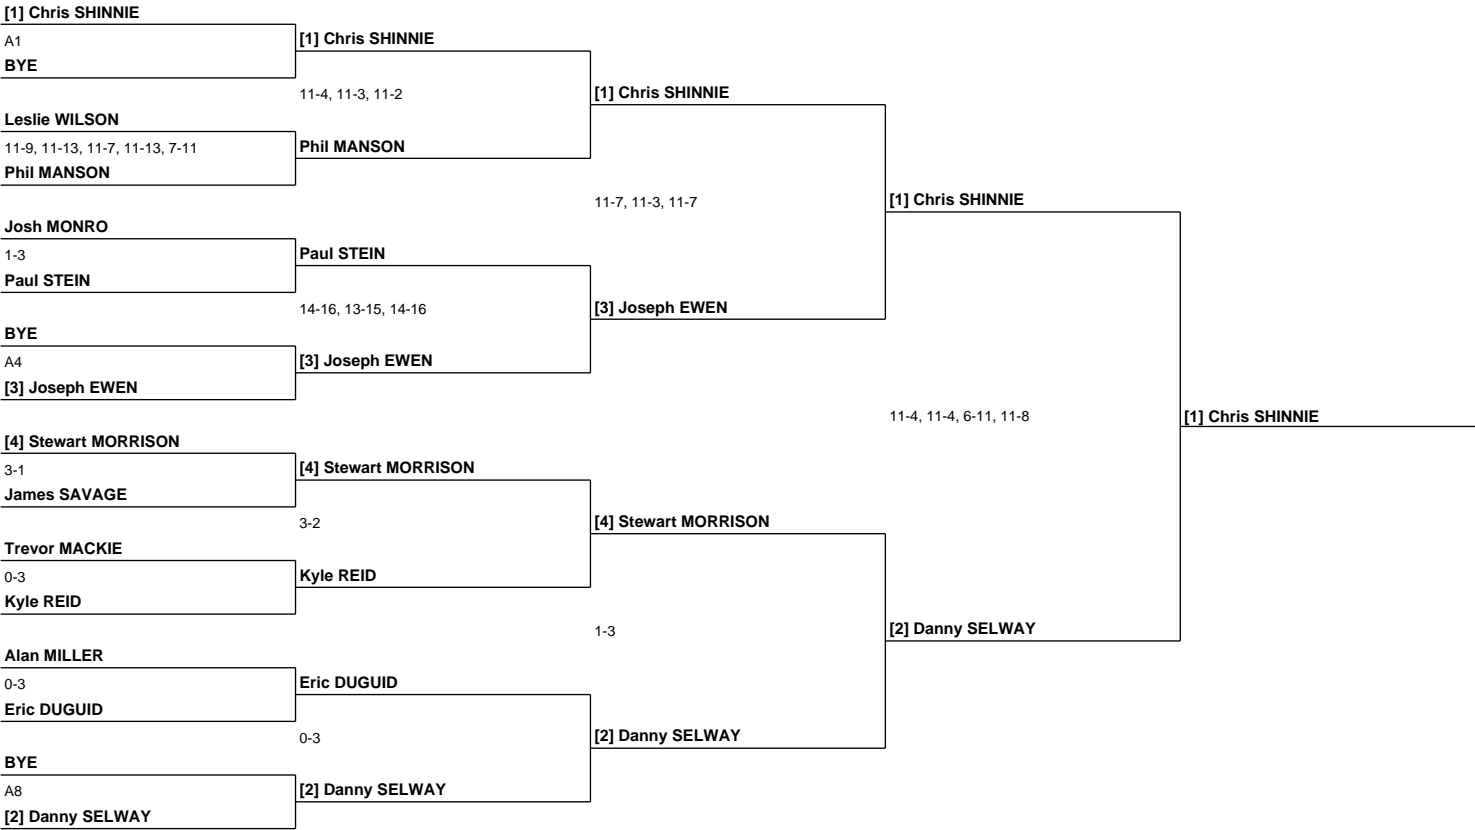 [1] Chris SHINNIE
A1
BYE
Leslie WILSON
11-9, 11-13, 11-7, 11-13, 7-11
Phil MANSON
Josh MONRO
1-3
Paul STEIN
BYE
A4
[3] Joseph EWEN
[4] Stewart MORRISON
3-1
James SAVAGE
Trevor MACKIE
0-3
Kyle REID
Alan MILLER
0-3
Eric DUGUID
BYE
A8
[2] Danny SELWAY
[1] Chris SHINNIE
11-4, 11-3, 11-2
Phil MANSON
Paul STEIN
14-16, 13-15, 14-16
[3] Joseph EWEN
[4] Stewart MORRISON
3-2
Kyle REID
Eric DUGUID
0-3
[2] Danny SELWAY
[1] Chris SHINNIE
11-7, 11-3, 11-7
[3] Joseph EWEN
[4] Stewart MORRISON
1-3
[2] Danny SELWAY
[1] Chris SHINNIE
11-4, 11-4, 6-11, 11-8
[2] Danny SELWAY
[1] Chris SHINNIE